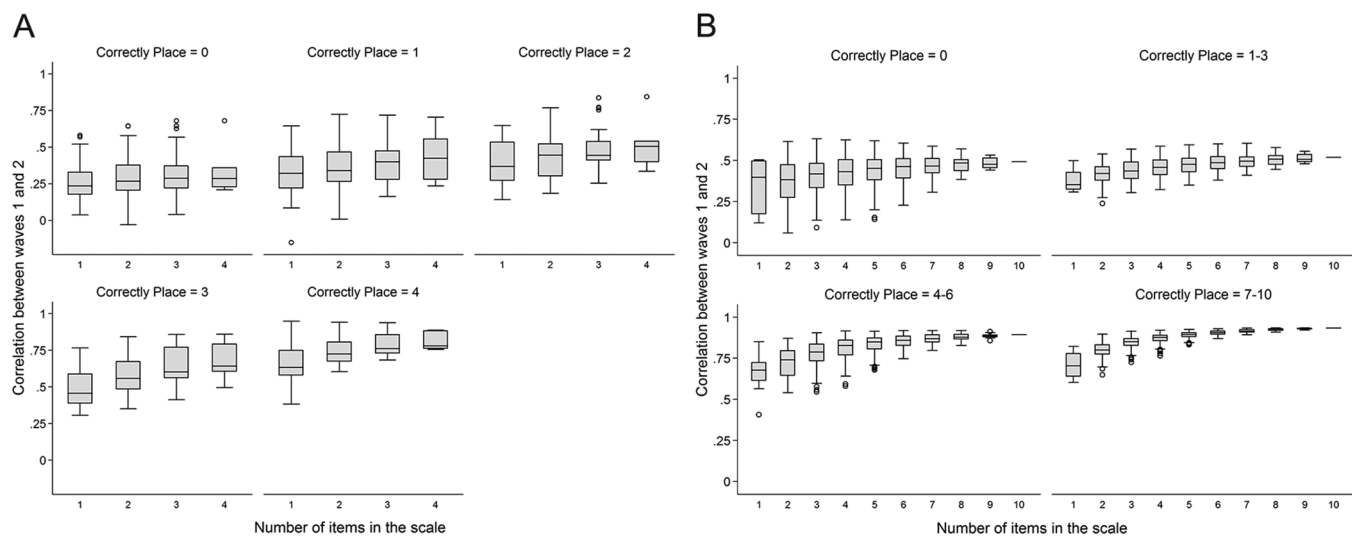 A
Correctly Place = 0 Correctly Place = 1 Correctly Place = 2
1
.75
.5
.25
0
1 2 3 4 1 2 3 4 1 2 3 4
Correctly Place = 3 Correctly Place = 4
1
.75
.5
.25
0
1 2 3 4 1 2 3 4
Correlation between waves 1 and 2
Number of items in the scale
B
Correctly Place = 0 Correctly Place = 1-3
1
.75
.5
.25
0
1 2 3 4 5 6 7 8 9 10 1 2 3 4 5 6 7 8 9 10
Correctly Place = 4-6 Correctly Place = 7-10
1
.75
.5
.25
0
1 2 3 4 5 6 7 8 9 10 1 2 3 4 5 6 7 8 9 10
Correlation between waves 1 and 2
Number of items in the scale